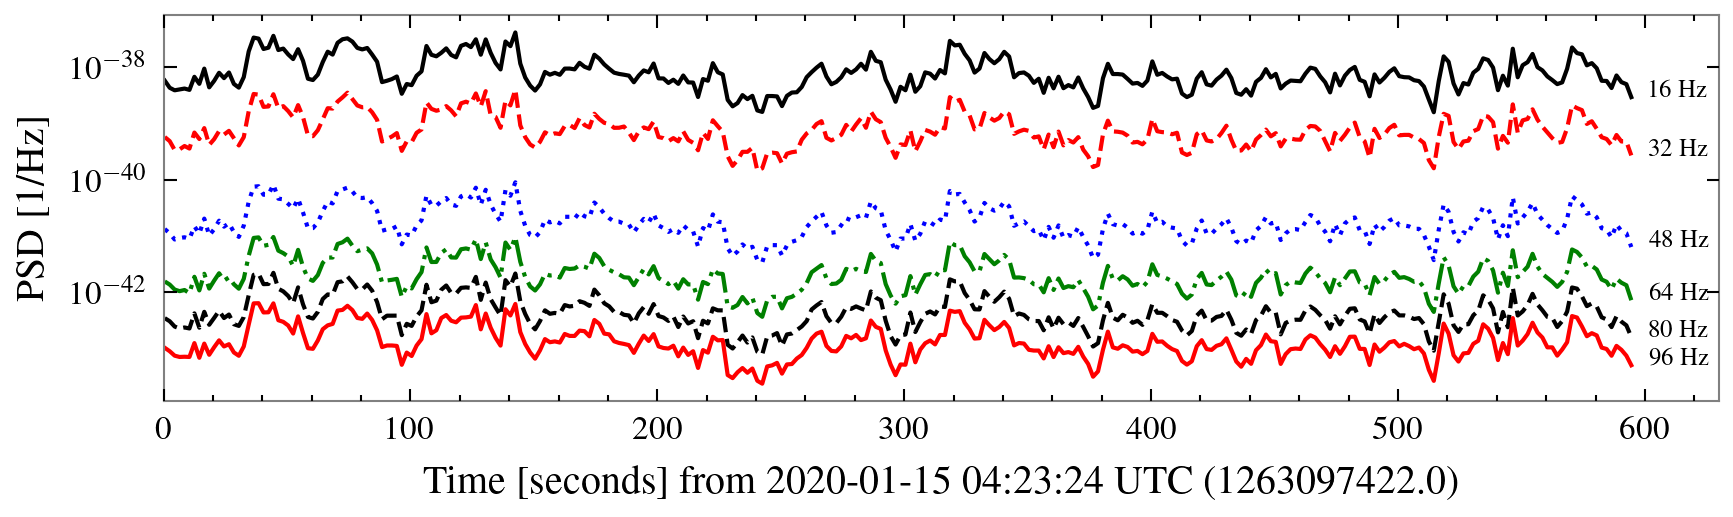 PSD [1/Hz]
10⁻³⁸
10⁻⁴⁰
10⁻⁴²
16 Hz
32 Hz
48 Hz
64 Hz
80 Hz
96 Hz
0 100 200 300 400 500 600
Time [seconds] from 2020-01-15 04:23:24 UTC (1263097422.0)